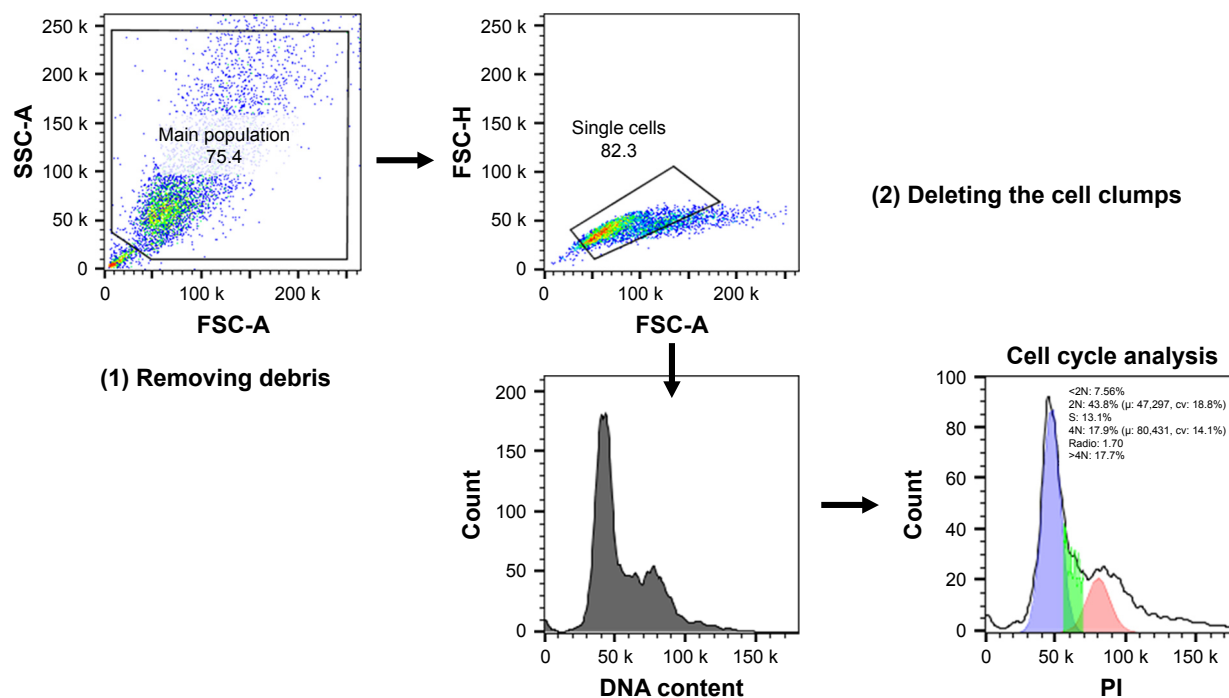 250 k
200 k
150 k
100 k
50 k
0
SSC-A
Main population
75.4
0
100 k
200 k
FSC-A
(1) Removing debris
250 k
200 k
150 k
100 k
50 k
0
FSC-H
Single cells
82.3
0
100 k
200 k
FSC-A
(2) Deleting the cell clumps
200
150
100
50
0
Count
0
50 k
100 k
150 k
DNA content
Cell cycle analysis
100
80
60
40
20
0
Count
<2N: 7.56%
2N: 43.8% (μ: 47,297, cv: 18.8%)
S: 13.1%
4N: 17.9% (μ: 80,431, cv: 14.1%)
Radio: 1.70
>4N: 17.7%
0
50 k
100 k
150 k
PI